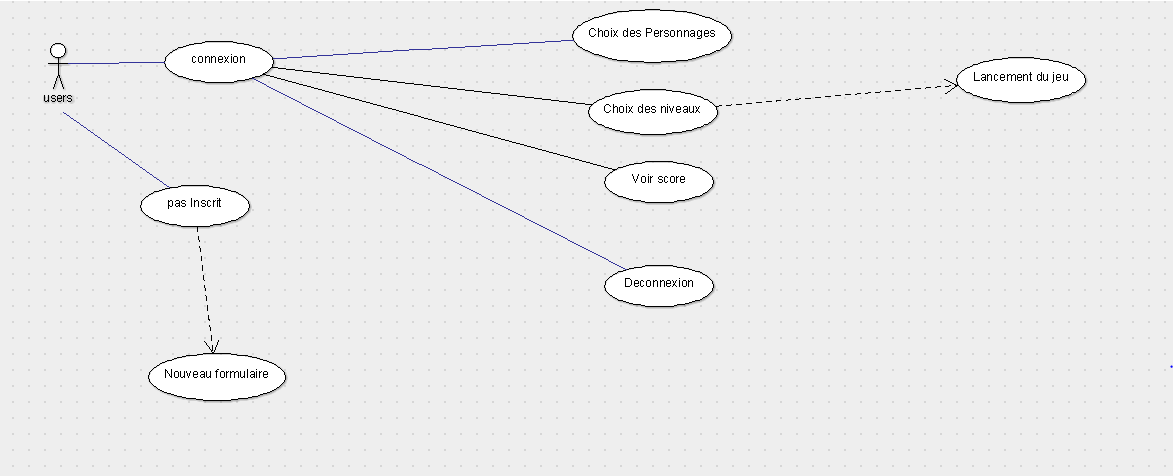 Choix des Personnages
connexion
Lancement du jeu
users
Choix des niveaux
Voir score
pas Inscrit
Deconnexion
Nouveau formulaire